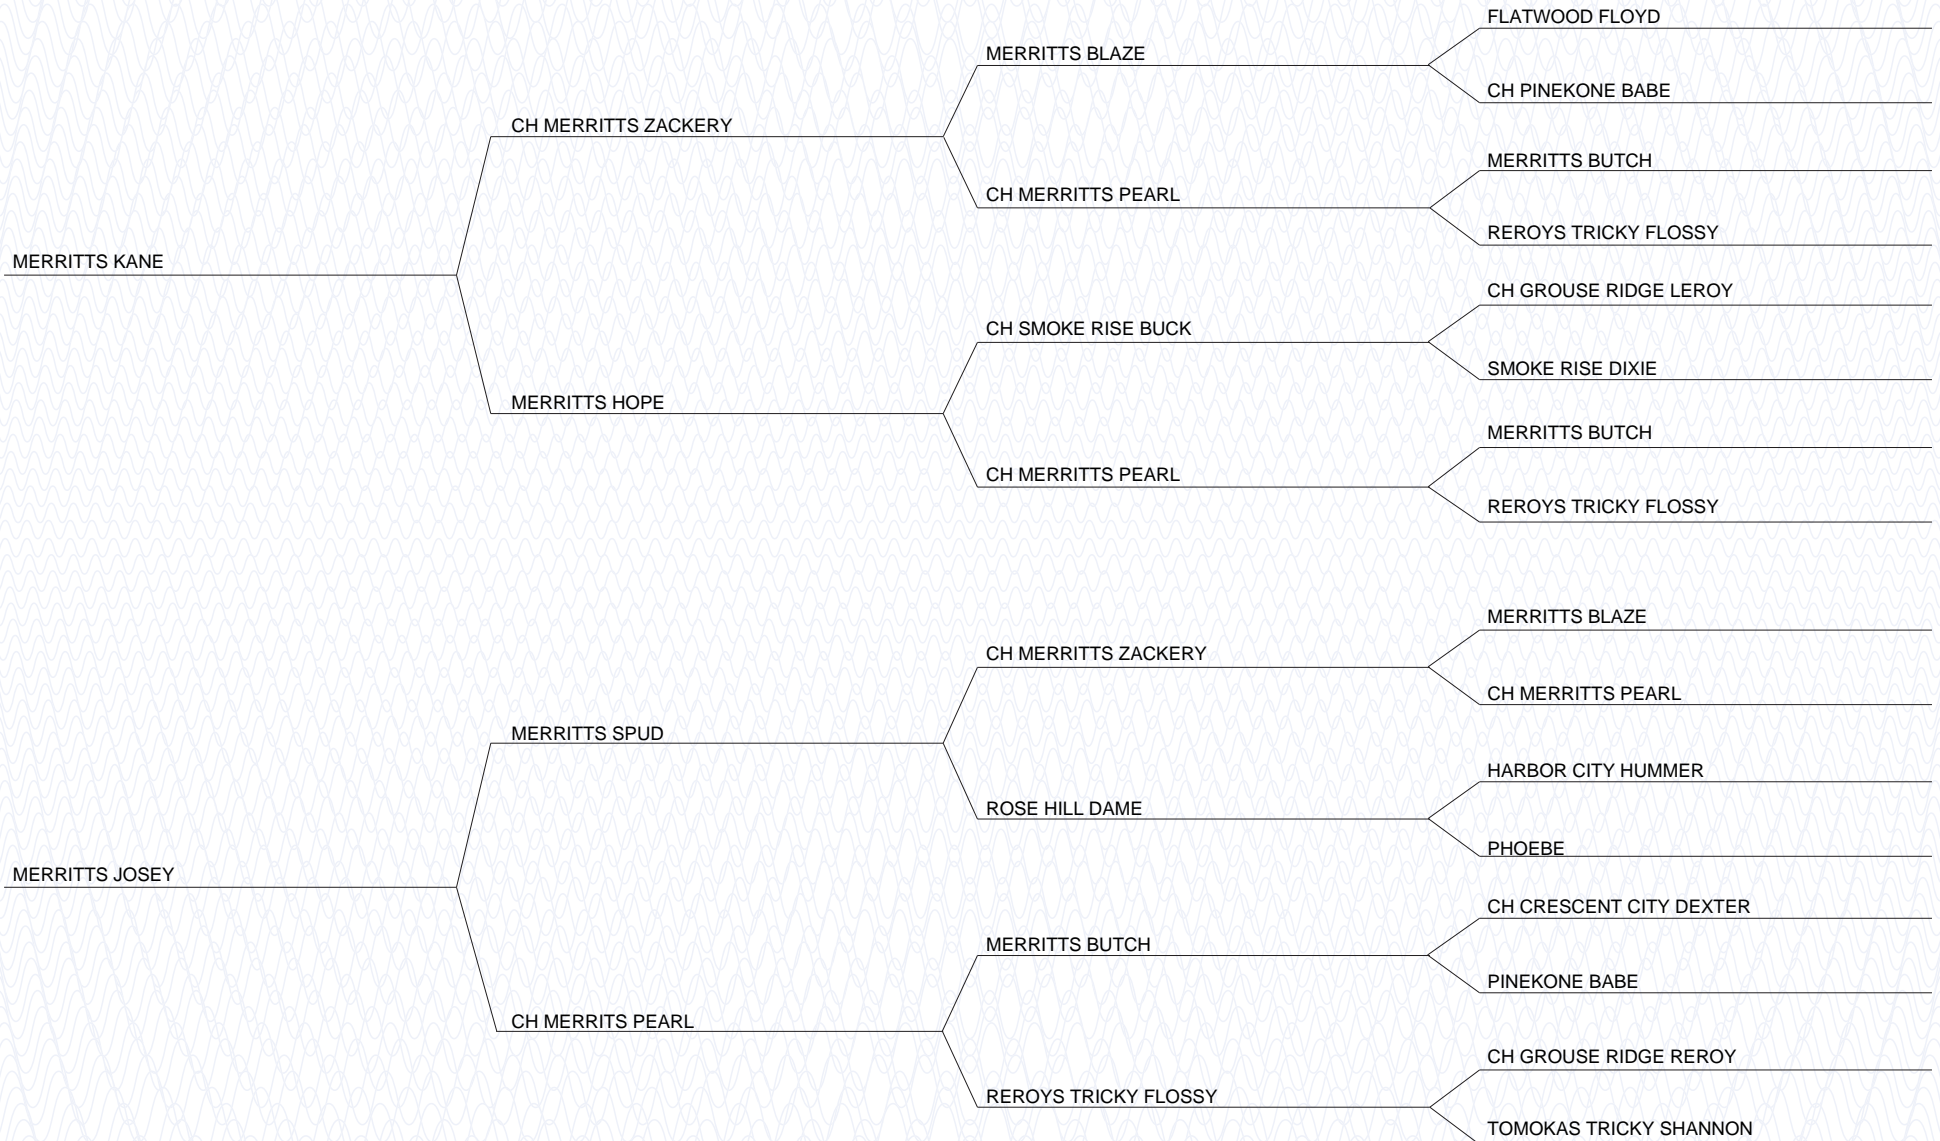 FLATWOOD FLOYD
MERRITTS BLAZE
CH PINEKONE BABE
CH MERRITTS ZACKERY
MERRITTS BUTCH
CH MERRITTS PEARL
REROYS TRICKY FLOSSY
MERRITTS KANE
CH GROUSE RIDGE LEROY
CH SMOKE RISE BUCK
SMOKE RISE DIXIE
MERRITTS HOPE
MERRITTS BUTCH
CH MERRITTS PEARL
REROYS TRICKY FLOSSY
MERRITTS BLAZE
CH MERRITTS ZACKERY
CH MERRITTS PEARL
MERRITTS SPUD
HARBOR CITY HUMMER
ROSE HILL DAME
PHOEBE
MERRITTS JOSEY
CH CRESCENT CITY DEXTER
MERRITTS BUTCH
PINEKONE BABE
CH MERRITS PEARL
CH GROUSE RIDGE REROY
REROYS TRICKY FLOSSY
TOMOKAS TRICKY SHANNON